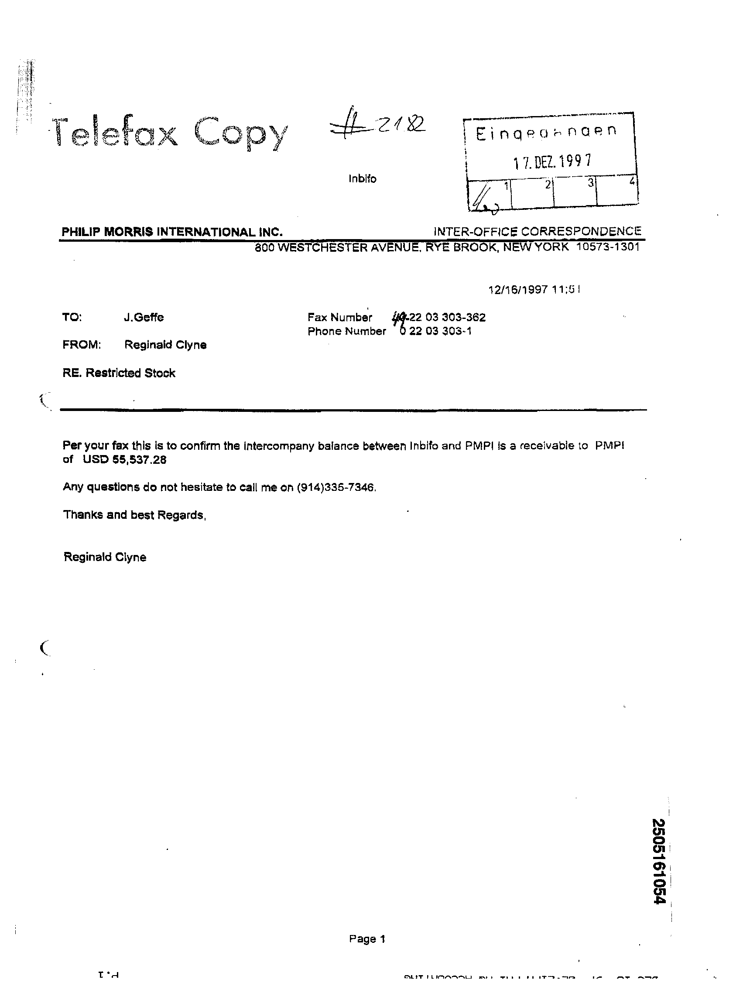 Telefax Copy
# 2182
Eingegangen
17. DEZ. 1997
1 2 3 4
Inbifo
PHILIP MORRIS INTERNATIONAL INC. INTER-OFFICE CORRESPONDENCE
800 WESTCHESTER AVENUE, RYE BROOK, NEW YORK 10573-1301
12/16/1997 11:51
TO: J.Geffe Fax Number 49-22 03 303-362
Phone Number 0 22 03 303-1
FROM: Reginald Clyne
RE. Restricted Stock
Per your fax this is to confirm the intercompany balance between Inbifo and PMPI is a receivable to PMPI
of USD 55,537.28
Any questions do not hesitate to call me on (914)335-7346.
Thanks and best Regards,
Reginald Clyne
2505161054
Page 1
P.1